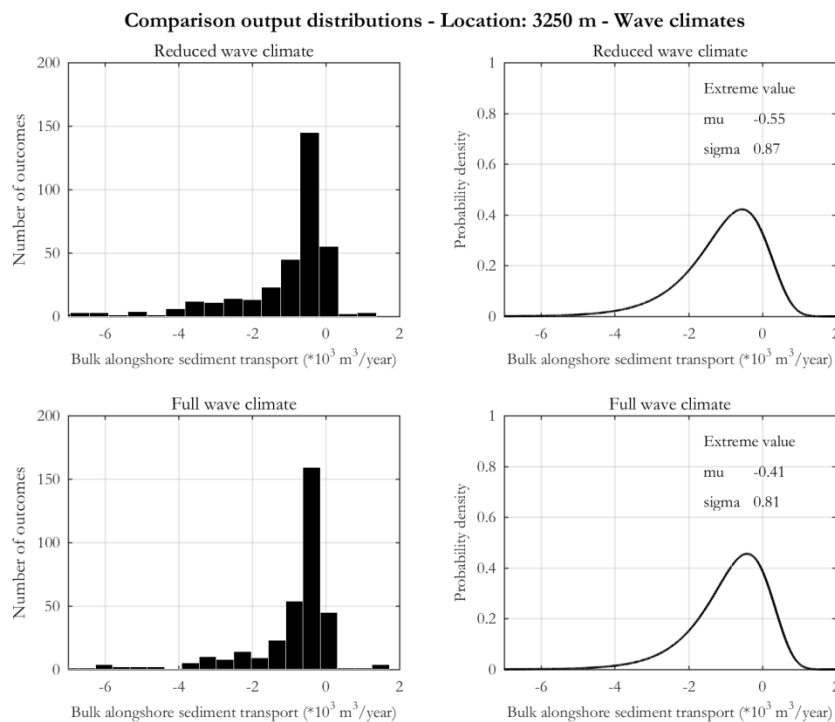 Comparison output distributions - Location: 3250 m - Wave climates
Reduced wave climate
200
150
100
50
0
Number of outcomes
-6
-4
-2
0
2
Bulk alongshore sediment transport (*10³ m³/year)
Reduced wave climate
1
0.8
0.6
0.4
0.2
0
Probability density
Extreme value
mu -0.55
sigma 0.87
-6
-4
-2
0
2
Bulk alongshore sediment transport (*10³ m³/year)
Full wave climate
200
150
100
50
0
Number of outcomes
-6
-4
-2
0
2
Bulk alongshore sediment transport (*10³ m³/year)
Full wave climate
1
0.8
0.6
0.4
0.2
0
Probability density
Extreme value
mu -0.41
sigma 0.81
-6
-4
-2
0
2
Bulk alongshore sediment transport (*10³ m³/year)